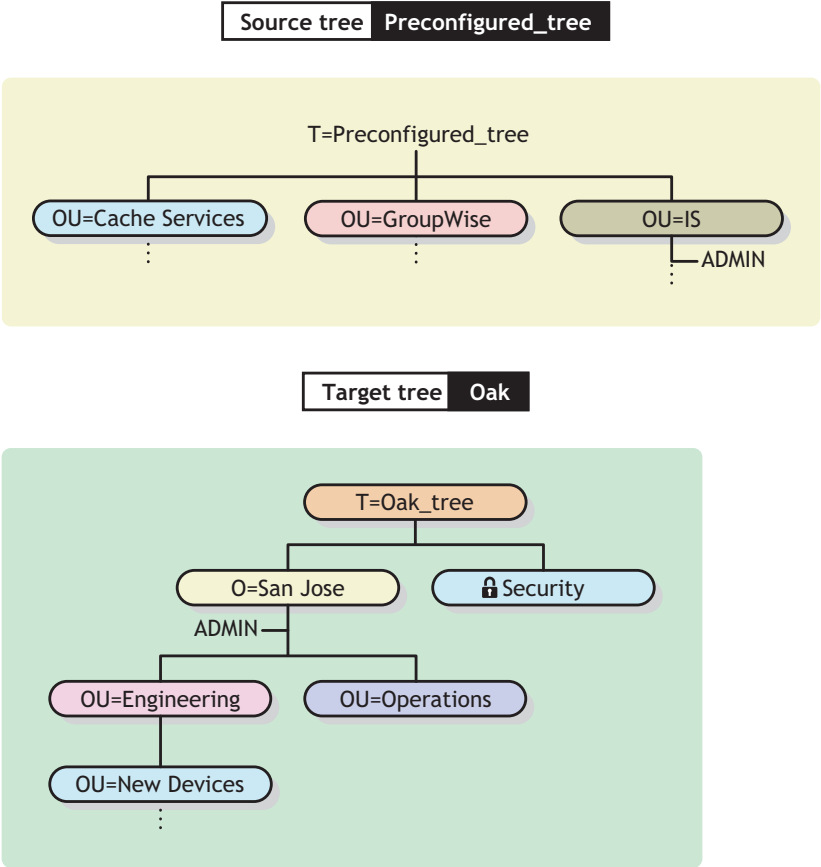 Source tree Preconfigured_tree
T=Preconfigured_tree
OU=Cache Services OU=GroupWise OU=IS
ADMIN
Target tree Oak
T=Oak_tree
O=San Jose Security
ADMIN
OU=Engineering OU=Operations
OU=New Devices